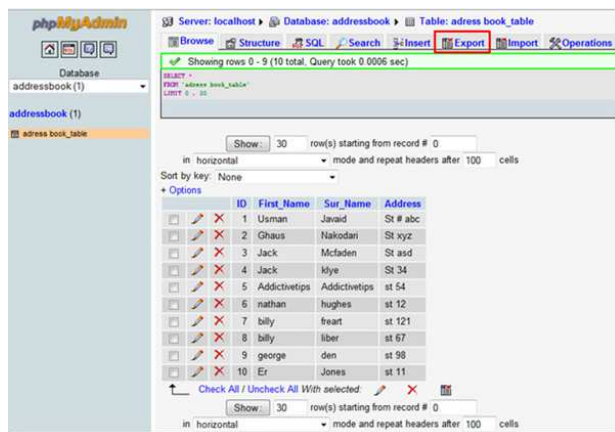 phpMyAdmin
Database
addressbook (1)
addressbook (1)
adress book_table
Server: localhost Database: addressbook Table: adress book_table
Browse Structure SQL Search Insert Export Import Operations
Showing rows 0 - 9 (10 total, Query took 0.0006 sec)
SELECT *
FROM `adress book_table`
LIMIT 0 , 30
Show : 30 row(s) starting from record # 0
in horizontal mode and repeat headers after 100 cells
Sort by key: None
+ Options
ID First_Name Sur_Name Address
1 Usman Javaid St # abc
2 Ghaus Nakodari St xyz
3 Jack Mcfaden St asd
4 Jack klye St 34
5 Addictivetips Addictivetips st 54
6 nathan hughes st 12
7 billy freart st 121
8 billy liber st 67
9 george den st 98
10 Er Jones st 11
Check All / Uncheck All With selected:
Show : 30 row(s) starting from record # 0
in horizontal mode and repeat headers after 100 cells